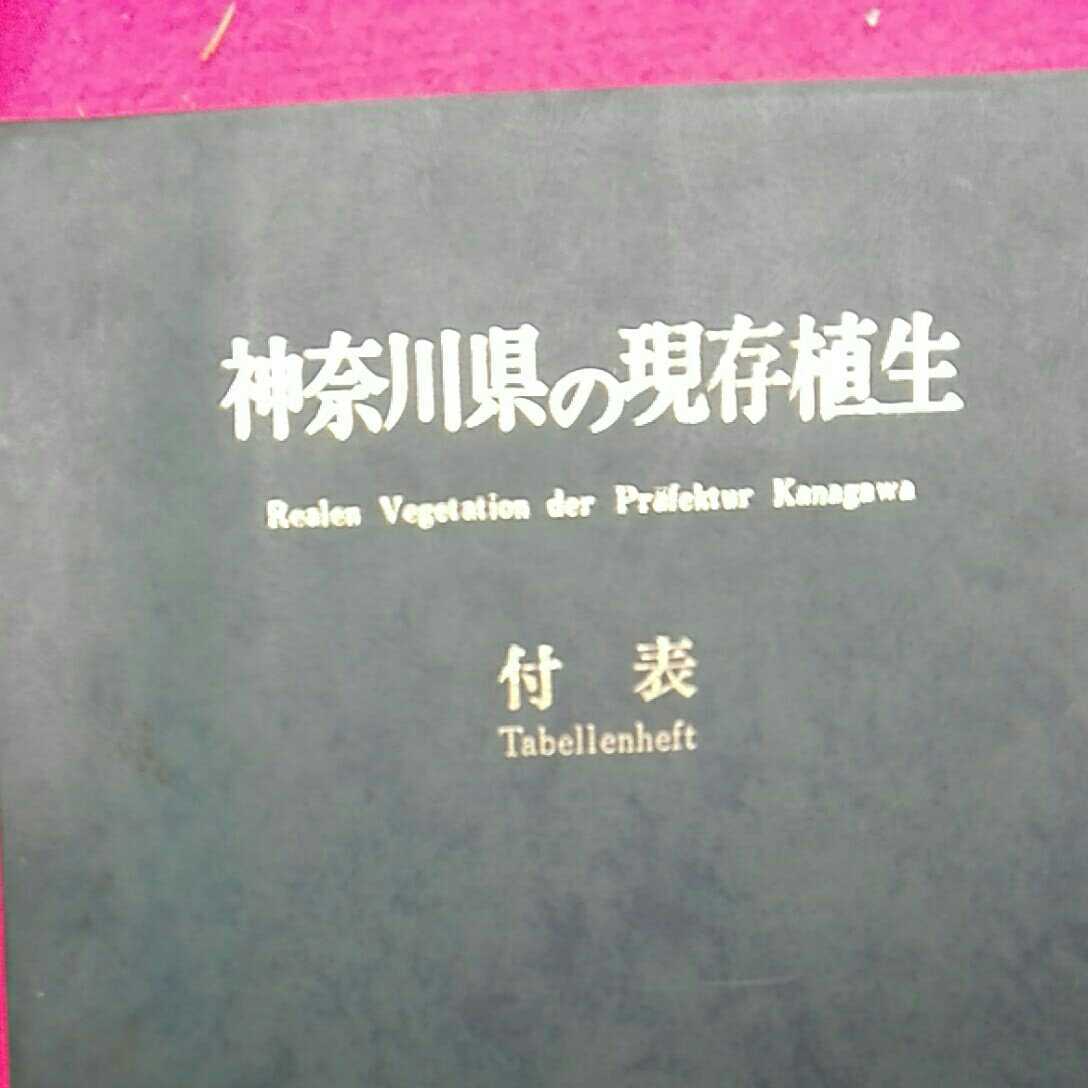 神奈川県の現存植生
Realen Vegetation der Präfektur Kanagawa
付表
Tabellenheft